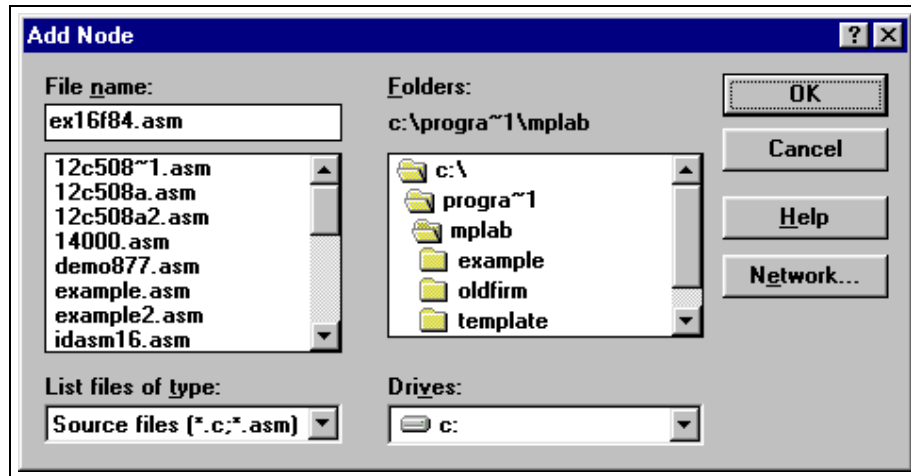 Add Node
File name:
ex16f84.asm
12c508~1.asm
12c508a.asm
12c508a2.asm
14000.asm
demo877.asm
example.asm
example2.asm
idasm16.asm
List files of type:
Source files (*.c;*.asm)
Folders:
c:\progra~1\mplab
c:\
progra~1
mplab
example
oldfirm
template
Drives:
c:
OK
Cancel
Help
Network...